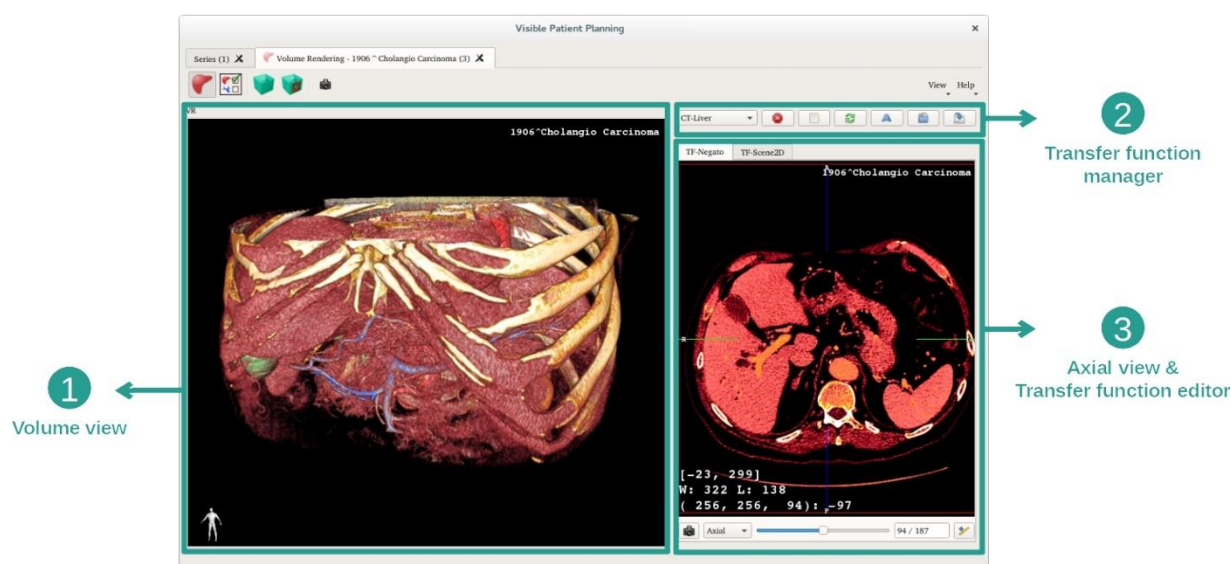 Visible Patient Planning
Series (1)
Volume Rendering - 1906 ^ Cholangio Carcinoma (3)
View Help
VR
1906^Cholangio Carcinoma
CT-Liver
TF-Negato TF-Scene2D
1906^Cholangio Carcinoma
R
[-23, 299]
W: 322 L: 138
( 256, 256, 94): -97
Axial
94 / 187
1
Volume view
2
Transfer function
manager
3
Axial view &
Transfer function editor